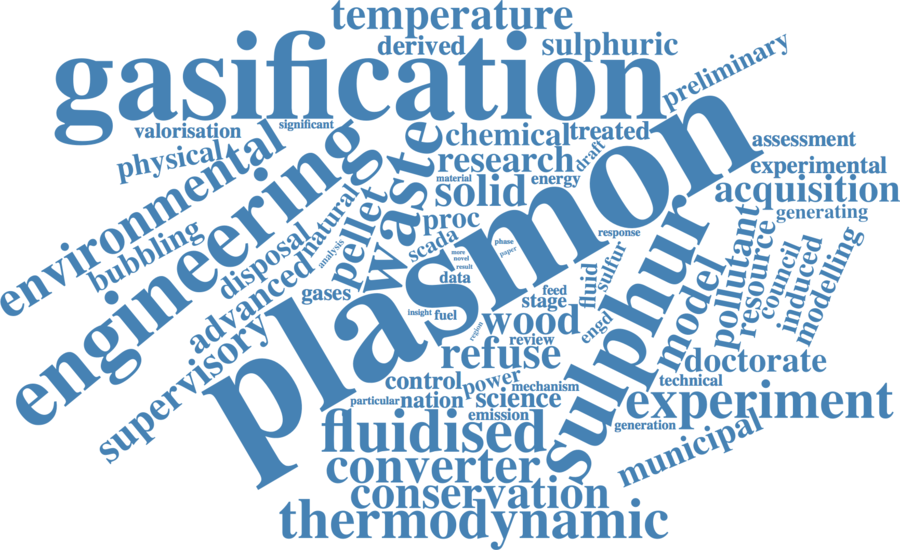 temperature
derived
sulphuric
gasification
preliminary
valorisation
significant
chemical
treated
physical
environmental
waste
research
draft
assessment
material
energy
experimental
solid
acquisition
plasmon
engineering
natural
pellet
proc
generating
bubbling
disposal
analysis
scada
response
phase
more
novel
paper
result
data
advanced
gases
feed
stage
fluid
sulfur
sulphur
pollutant
resource
council
induced
modelling
model
insight
fuel
wood
engd
region
review
supervisory
refuse
doctorate
control
power
mechanism
technical
particular
nation
science
experiment
emission
generation
fluidised
municipal
converter
conservation
thermodynamic